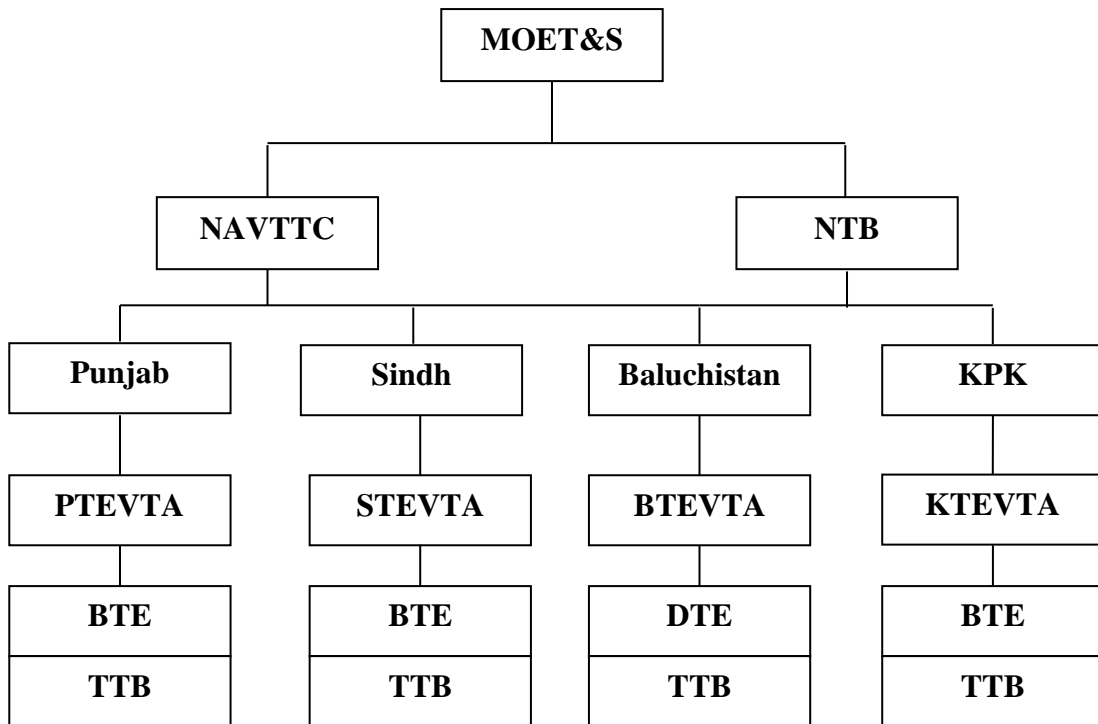 MOET&S
NAVTTC NTB
Punjab Sindh Baluchistan KPK
PTEVTA STEVTA BTEVTA KTEVTA
BTE BTE DTE BTE
TTB TTB TTB TTB